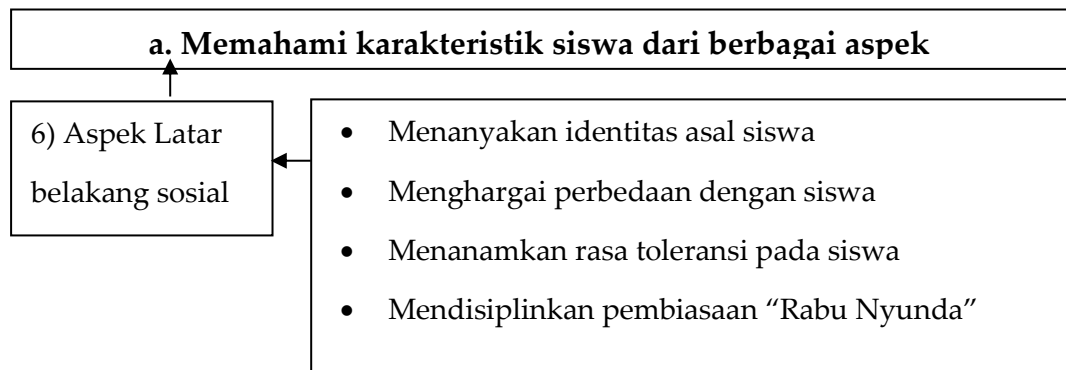 a. Memahami karakteristik siswa dari berbagai aspek
6) Aspek Latar
belakang sosial
• Menanyakan identitas asal siswa
• Menghargai perbedaan dengan siswa
• Menanamkan rasa toleransi pada siswa
• Mendisiplinkan pembiasaan “Rabu Nyunda”